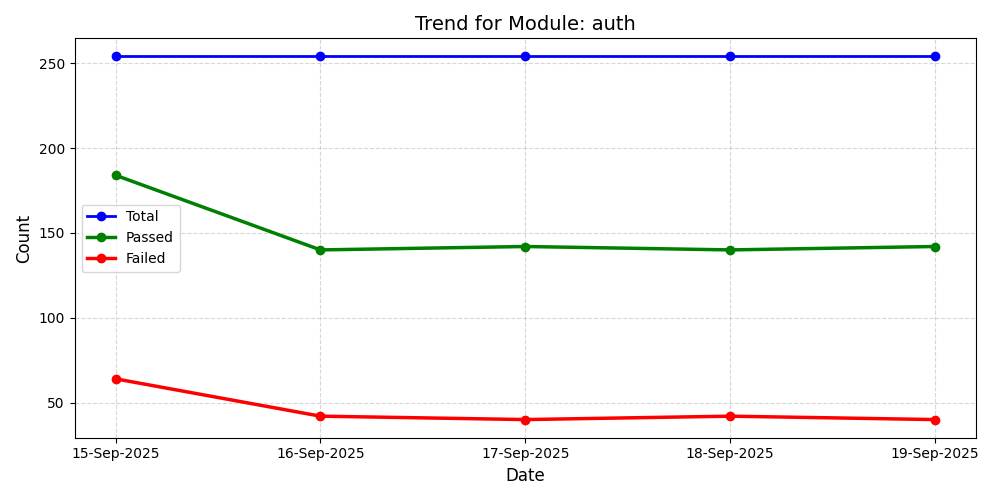 Trend for Module: auth
250
200
150
100
50
Count
Total
Passed
Failed
15-Sep-2025 16-Sep-2025 17-Sep-2025 18-Sep-2025 19-Sep-2025
Date